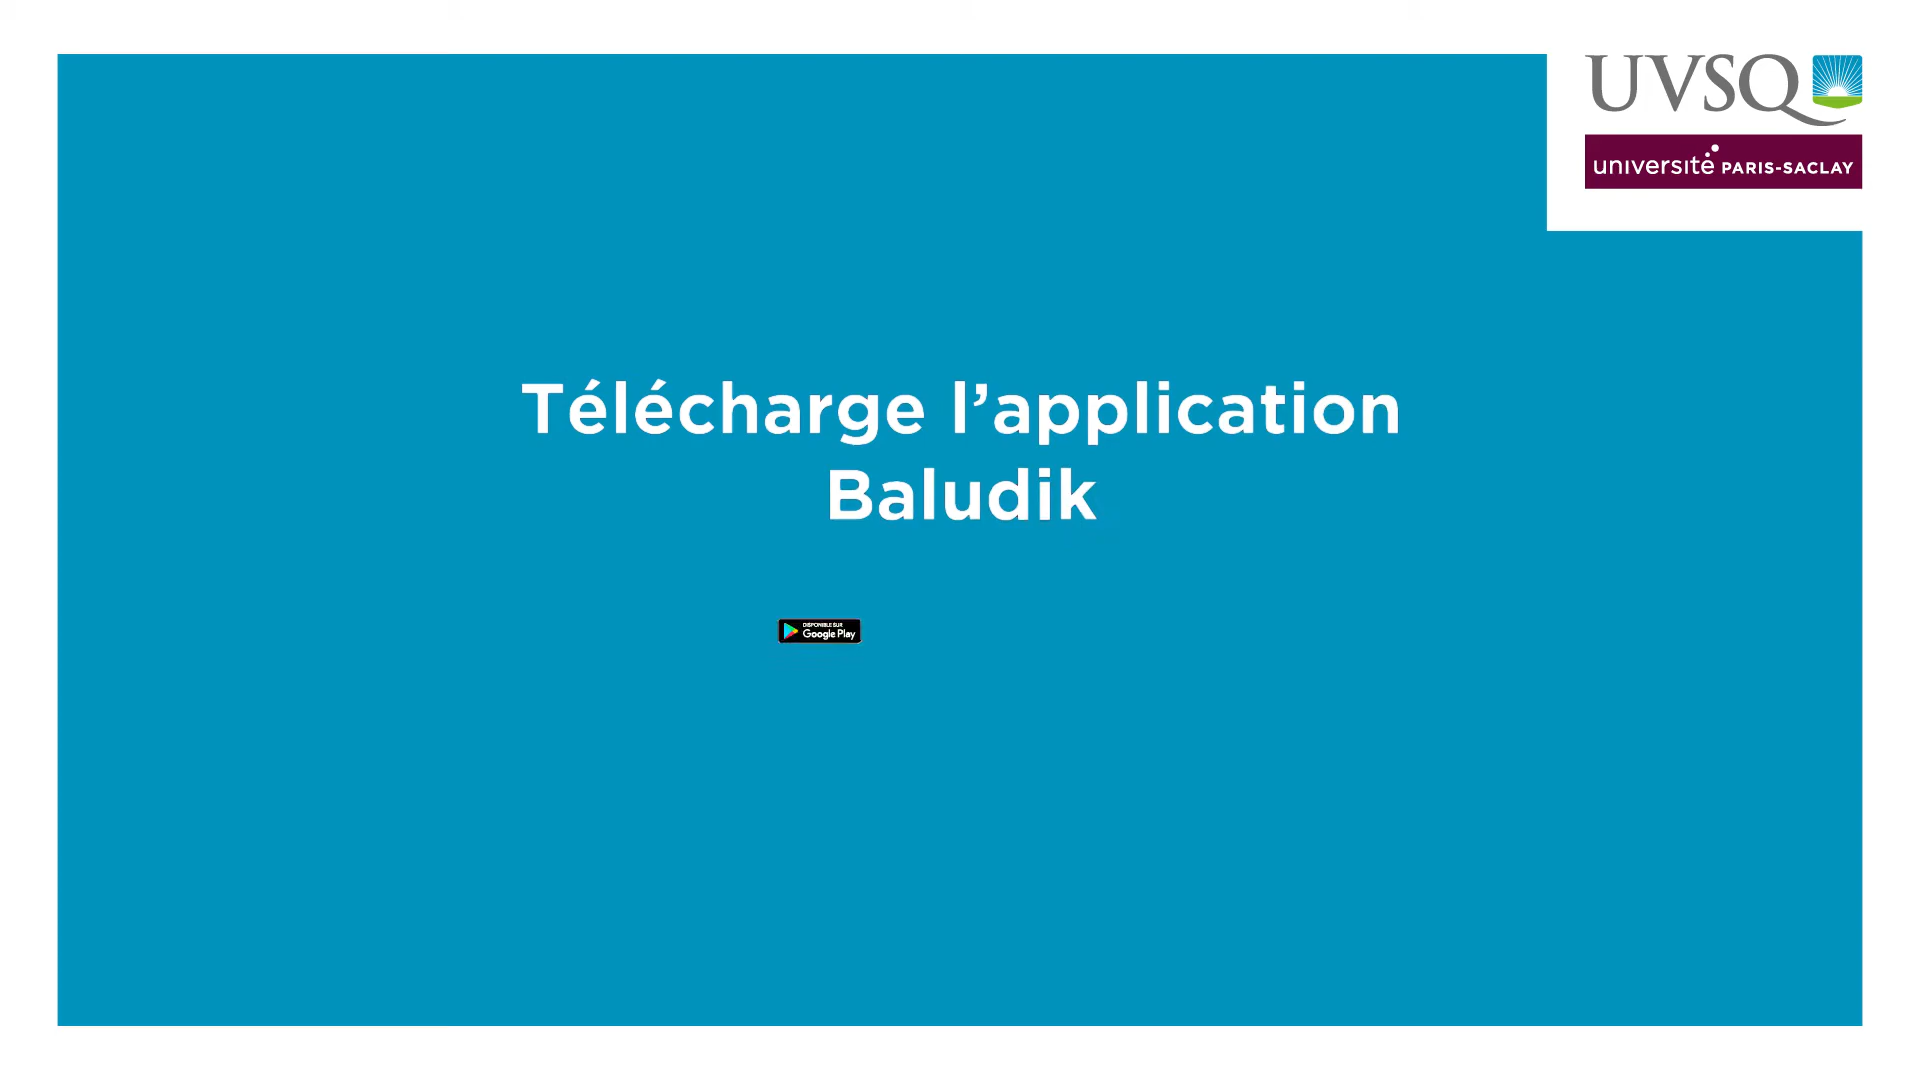 UVSQ
université PARIS-SACLAY
Télécharge l’application
Baludik
DISPONIBLE SUR
Google Play